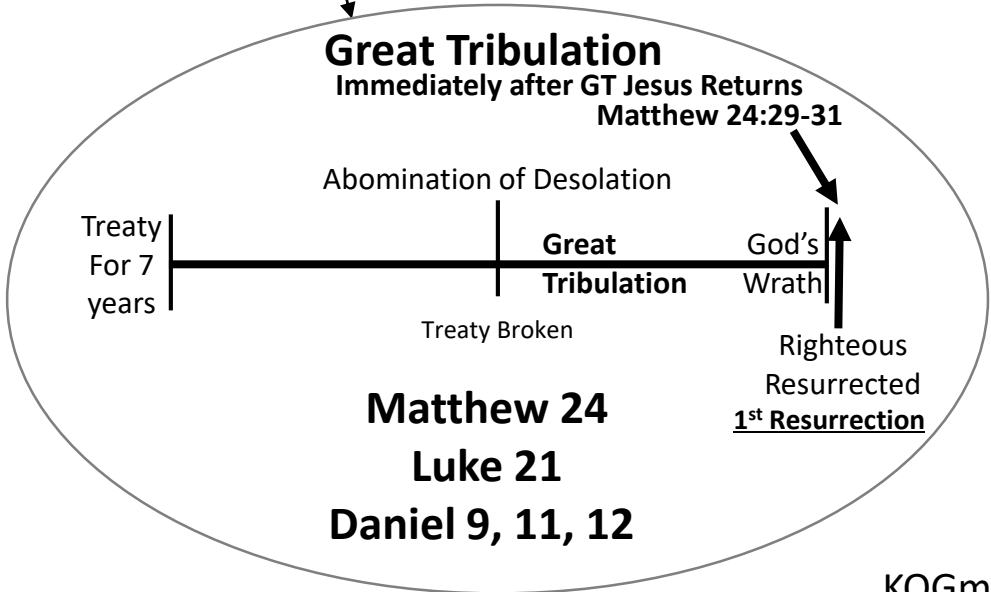 Great Tribulation
Immediately after GT Jesus Returns
Matthew 24:29-31
Abomination of Desolation
Treaty
For 7
years
Great
Tribulation
God's
Wrath
Treaty Broken
Righteous
Resurrected
1st Resurrection
Matthew 24
Luke 21
Daniel 9, 11, 12